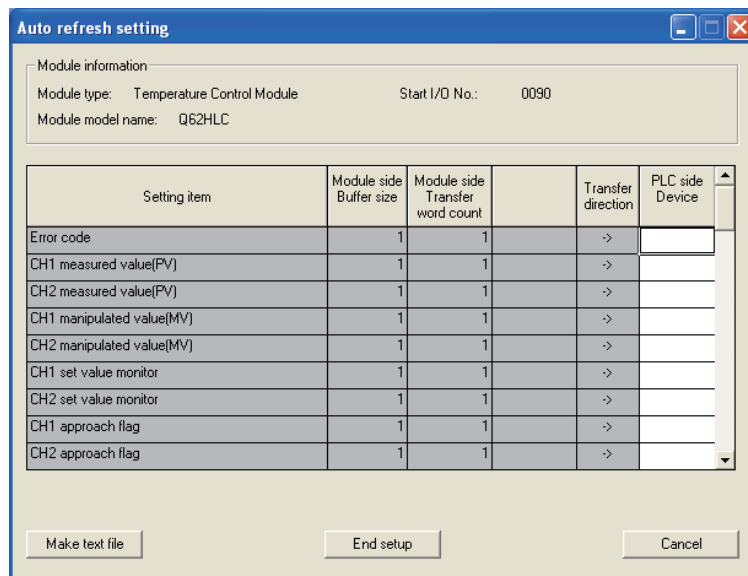 Auto refresh setting
Module information
Module type: Temperature Control Module Start I/O No.: 0090
Module model name: Q62HLC
Setting item Module side Buffer size Module side Transfer word count Transfer direction PLC side Device
Error code 1 1 ->
CH1 measured value(PV) 1 1 ->
CH2 measured value(PV) 1 1 ->
CH1 manipulated value(MV) 1 1 ->
CH2 manipulated value(MV) 1 1 ->
CH1 set value monitor 1 1 ->
CH2 set value monitor 1 1 ->
CH1 approach flag 1 1 ->
CH2 approach flag 1 1 ->
Make text file End setup Cancel